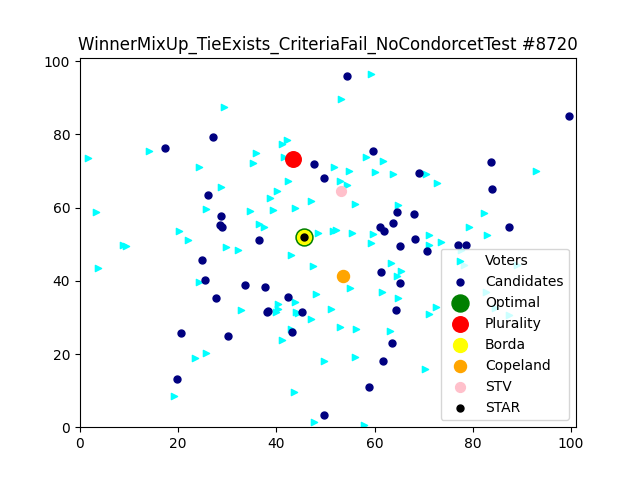 WinnerMixUp_TieExists_CriteriaFail_NoCondorcetTest #8720
100
80
60
40
20
0
0 20 40 60 80 100
Voters
Candidates
Optimal
Plurality
Borda
Copeland
STV
STAR